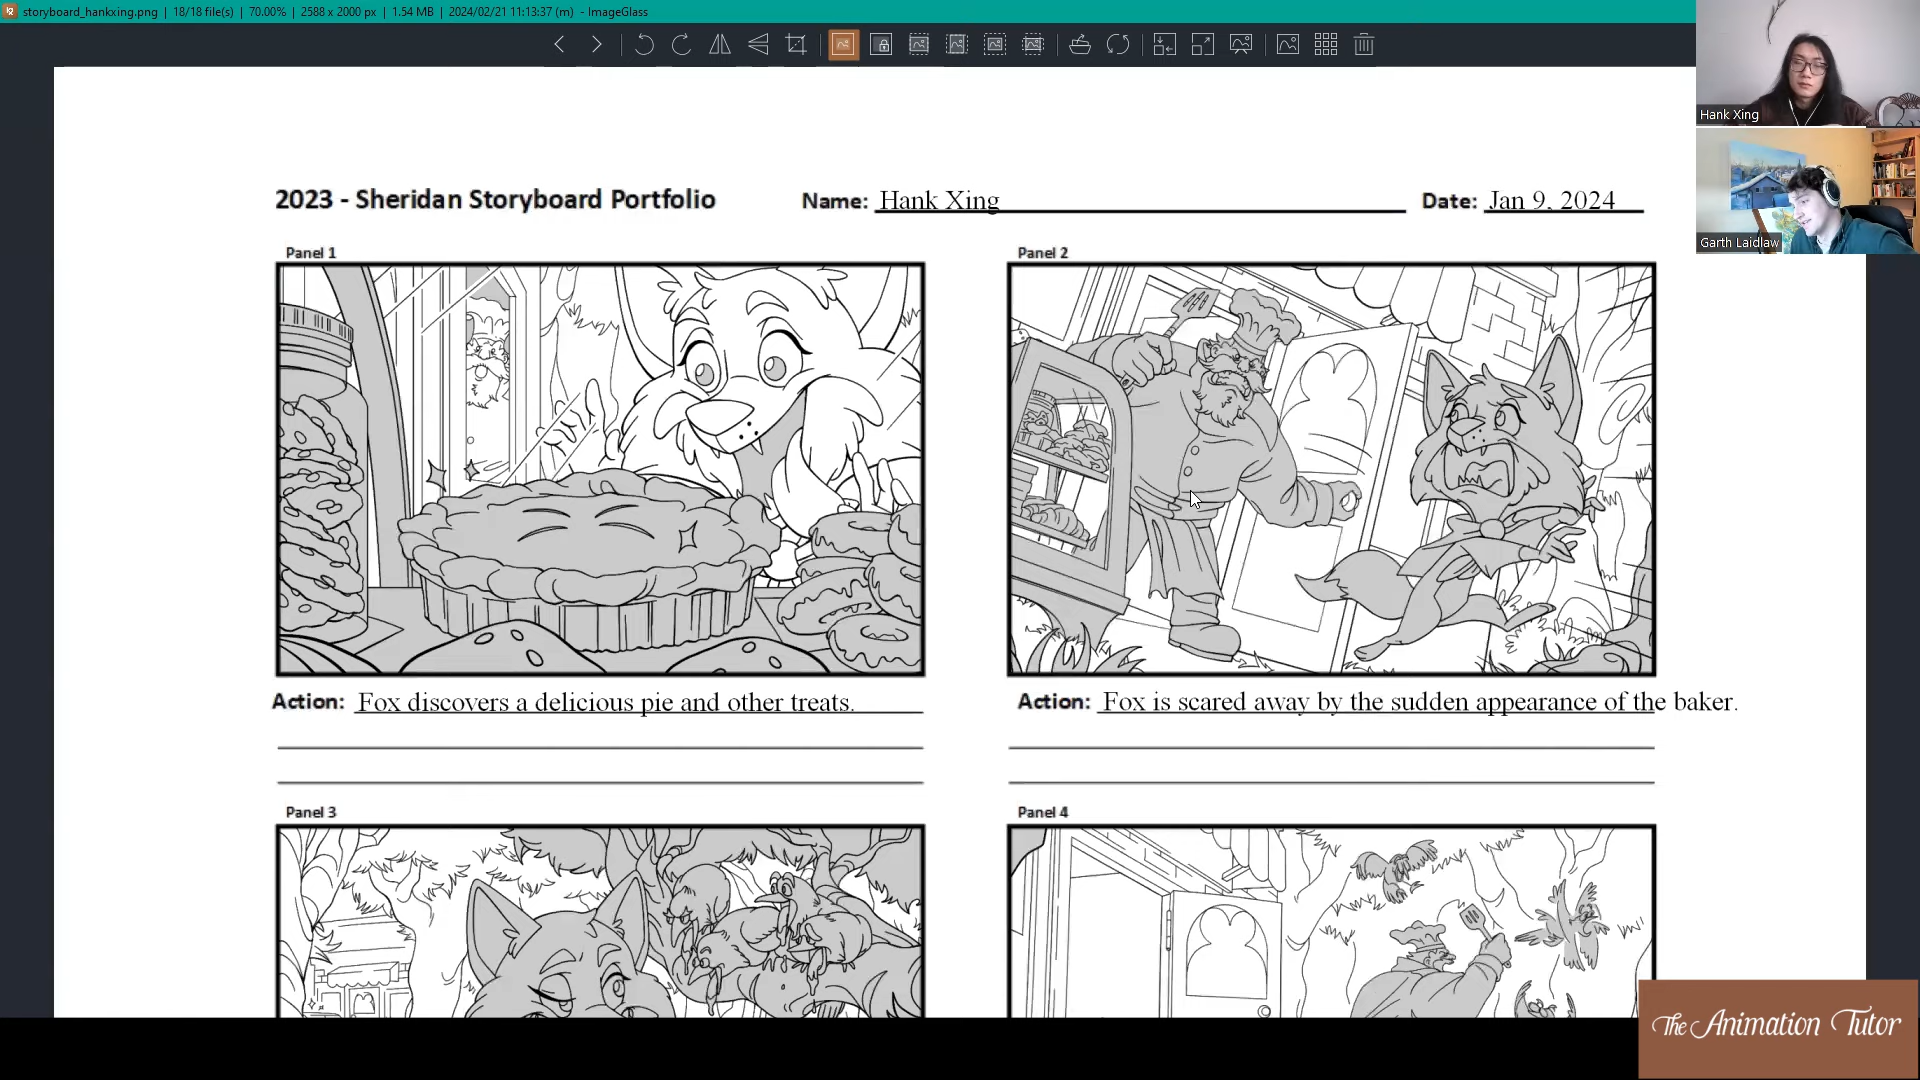 storyboard_hankxing.png | 18/18 file(s) | 70.00% | 2588 x 2000 px | 1.54 MB | 2024/02/21 11:13:37 (m) - ImageGlass
Hank Xing
Garth Laidlaw
2023 - Sheridan Storyboard Portfolio Name: Hank Xing Date: Jan 9, 2024
Panel 1 Panel 2
Action: Fox discovers a delicious pie and other treats. Action: Fox is scared away by the sudden appearance of the baker.
Panel 3 Panel 4
The Animation Tutor